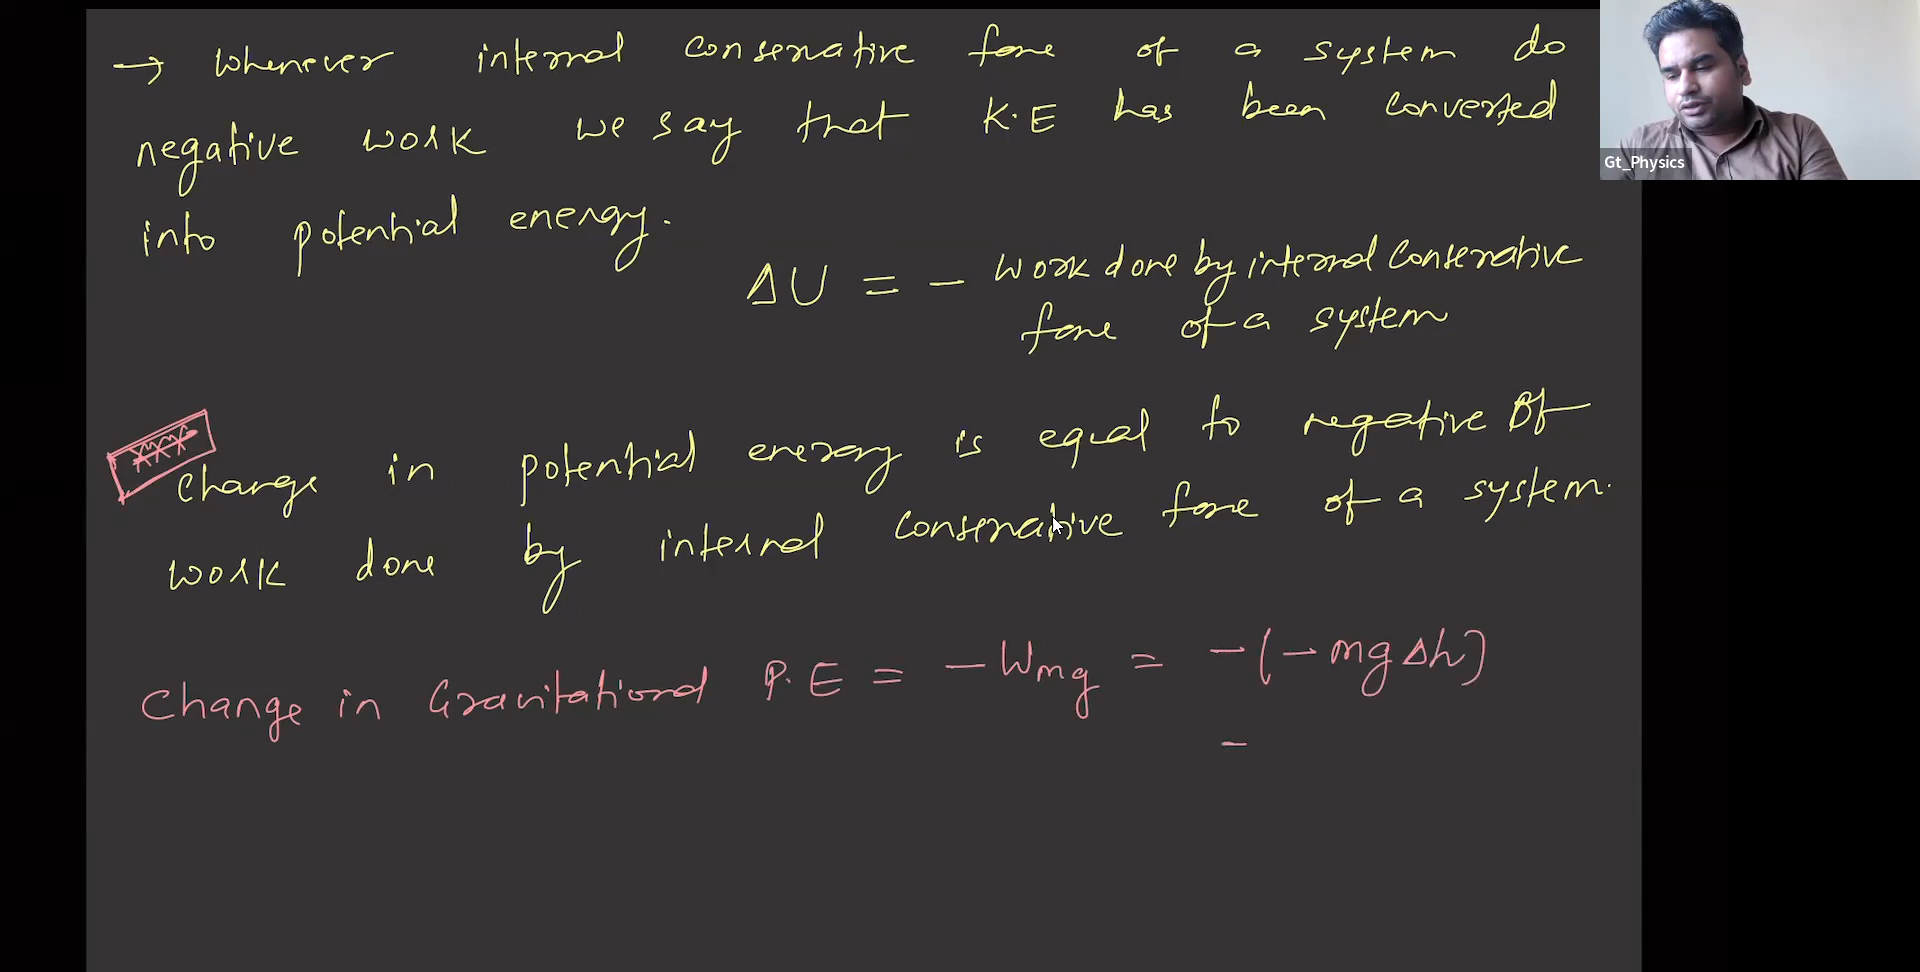 → Whenever internal conservative force of a system do
negative work we say that K.E has been converted
into potential energy.
ΔU = - work done by internal Conservative
force of a system
*** Change in potential energy is equal to negative Of
work done by internal conservative force of a system.
Change in Gravitational P.E = -Wmg = -(-mgΔh)
=
Gt_Physics